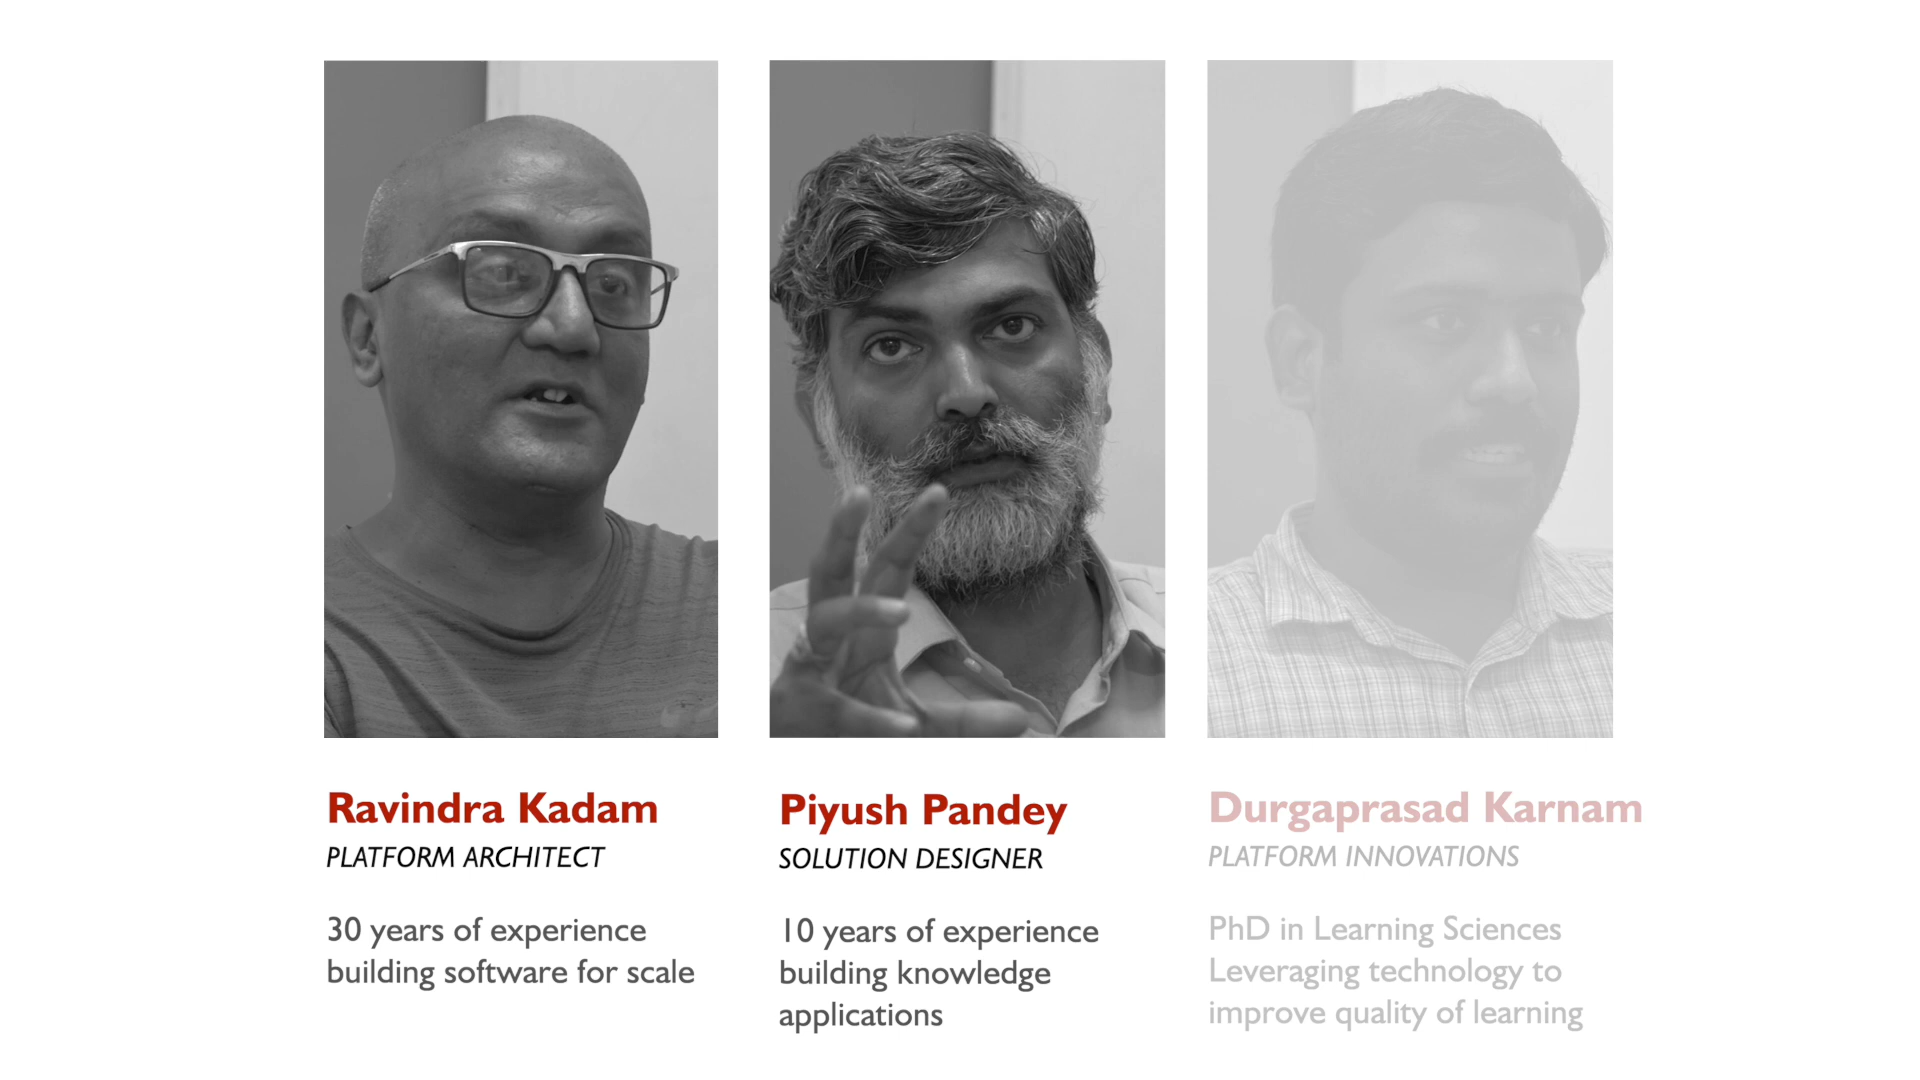 Ravindra Kadam
PLATFORM ARCHITECT
30 years of experience
building software for scale
Piyush Pandey
SOLUTION DESIGNER
10 years of experience
building knowledge
applications
Durgaprasad Karnam
PLATFORM INNOVATIONS
PhD in Learning Sciences
Leveraging technology to
improve quality of learning